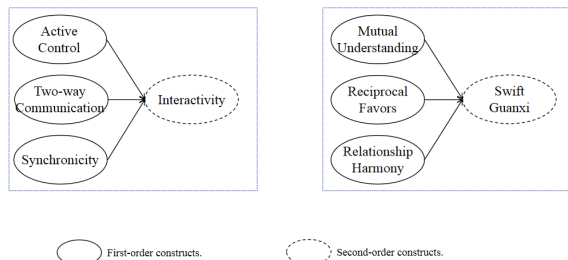 Active
Control
Two-way
Communication
Synchronicity
Interactivity
Mutual
Understanding
Reciprocal
Favors
Relationship
Harmony
Swift
Guanxi
First-order constructs.
Second-order constructs.